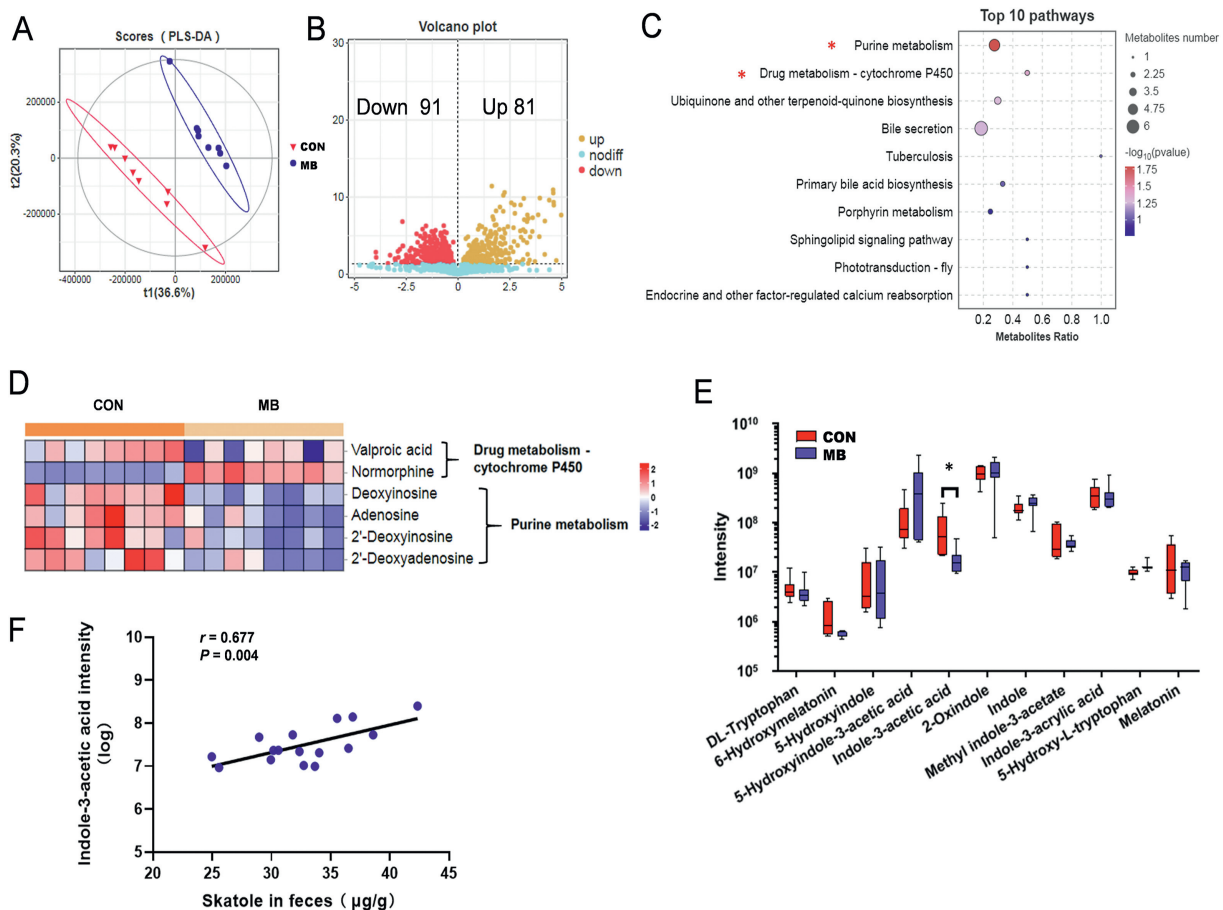 A
Scores （PLS-DA）
t2(20.3%)
200000
0
-200000
-400000
-200000
0
200000
t1(36.6%)
CON
MB
B
Volcano plot
30
20
10
0
Down 91
Up 81
-5.0
-2.5
0
2.5
5
up
nodiff
down
C
Top 10 pathways
* Purine metabolism
* Drug metabolism - cytochrome P450
Ubiquinone and other terpenoid-quinone biosynthesis
Bile secretion
Tuberculosis
Primary bile acid biosynthesis
Porphyrin metabolism
Sphingolipid signaling pathway
Phototransduction - fly
Endocrine and other factor-regulated calcium reabsorption
0.2
0.4
0.6
0.8
1.0
Metabolites Ratio
Metabolites number
1
2.25
3.5
4.75
6
-log10(pvalue)
1.75
1.5
1.25
1
D
CON
MB
Valproic acid
Normorphine
Deoxyinosine
Adenosine
2'-Deoxyinosine
2'-Deoxyadenosine
Drug metabolism -
cytochrome P450
Purine metabolism
2
1
0
-1
-2
E
Intensity
10^10
10^9
10^8
10^7
10^6
10^5
CON
MB
*
DL-Tryptophan
6-Hydroxymelatonin
5-Hydroxyindole
5-Hydroxyindole-3-acetic acid
Indole-3-acetic acid
2-Oxindole
Indole
Methyl indole-3-acetate
Indole-3-acrylic acid
5-Hydroxy-L-tryptophan
Melatonin
F
r = 0.677
P = 0.004
Indole-3-acetic acid intensity
(log)
10
9
8
7
6
5
20
25
30
35
40
45
Skatole in feces（ μg/g）